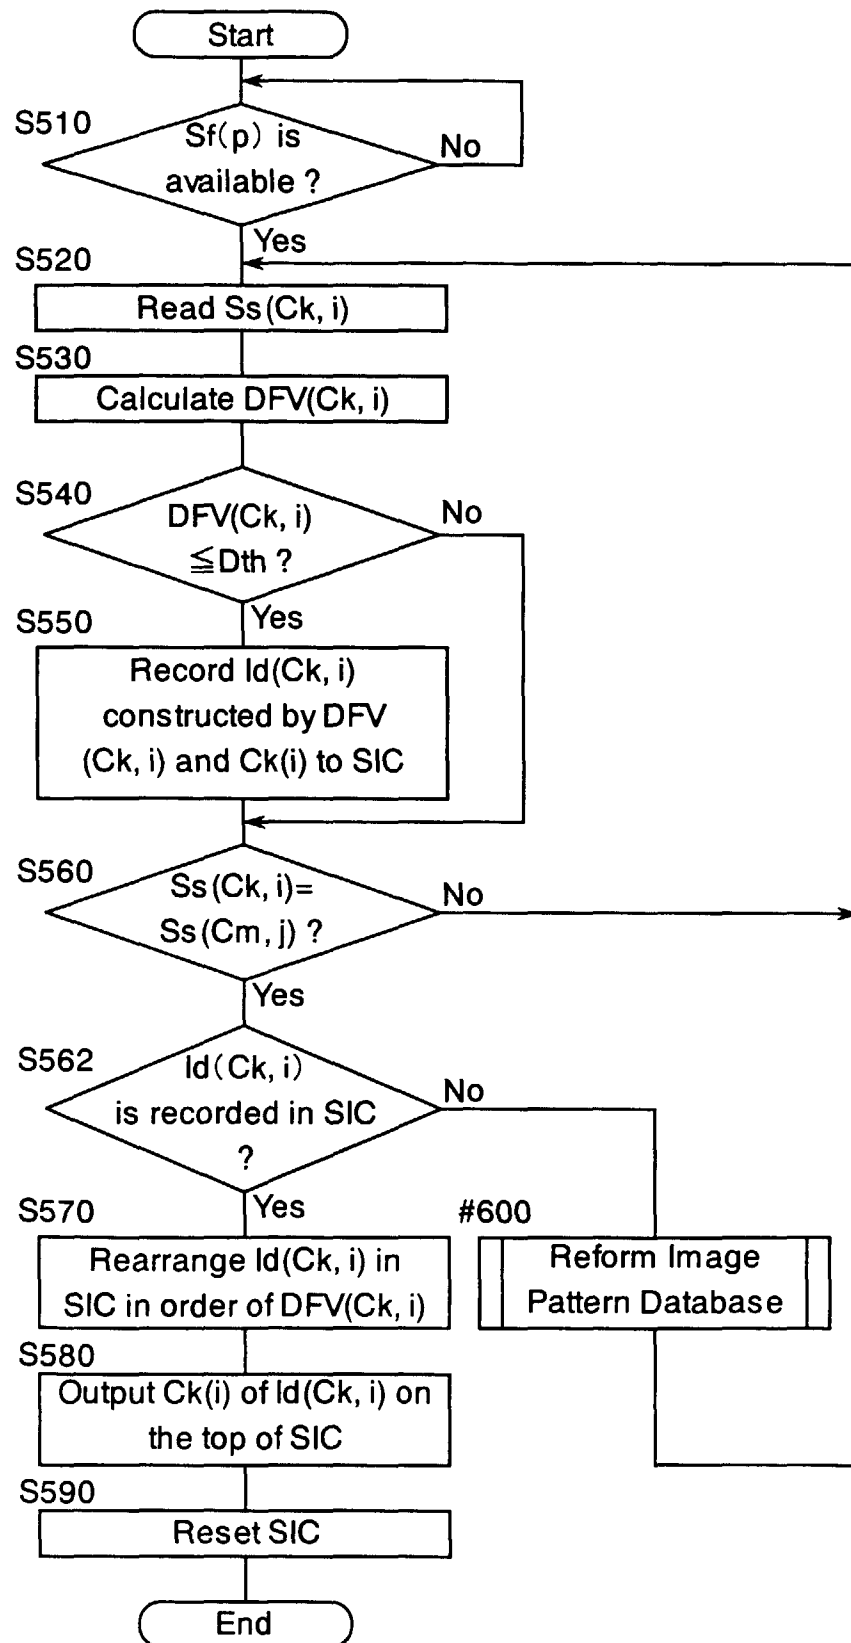 Start
S510
Sf(p) is
available ?
No
Yes
S520
Read Ss(Ck, i)
S530
Calculate DFV(Ck, i)
S540
DFV(Ck, i)
≦Dth ?
No
Yes
S550
Record Id(Ck, i)
constructed by DFV
(Ck, i) and Ck(i) to SIC
S560
Ss(Ck, i)=
Ss(Cm, j) ?
No
Yes
S562
Id(Ck, i)
is recorded in SIC
?
No
Yes
S570
Rearrange Id(Ck, i) in
SIC in order of DFV(Ck, i)
#600
Reform Image
Pattern Database
S580
Output Ck(i) of Id(Ck, i) on
the top of SIC
S590
Reset SIC
End